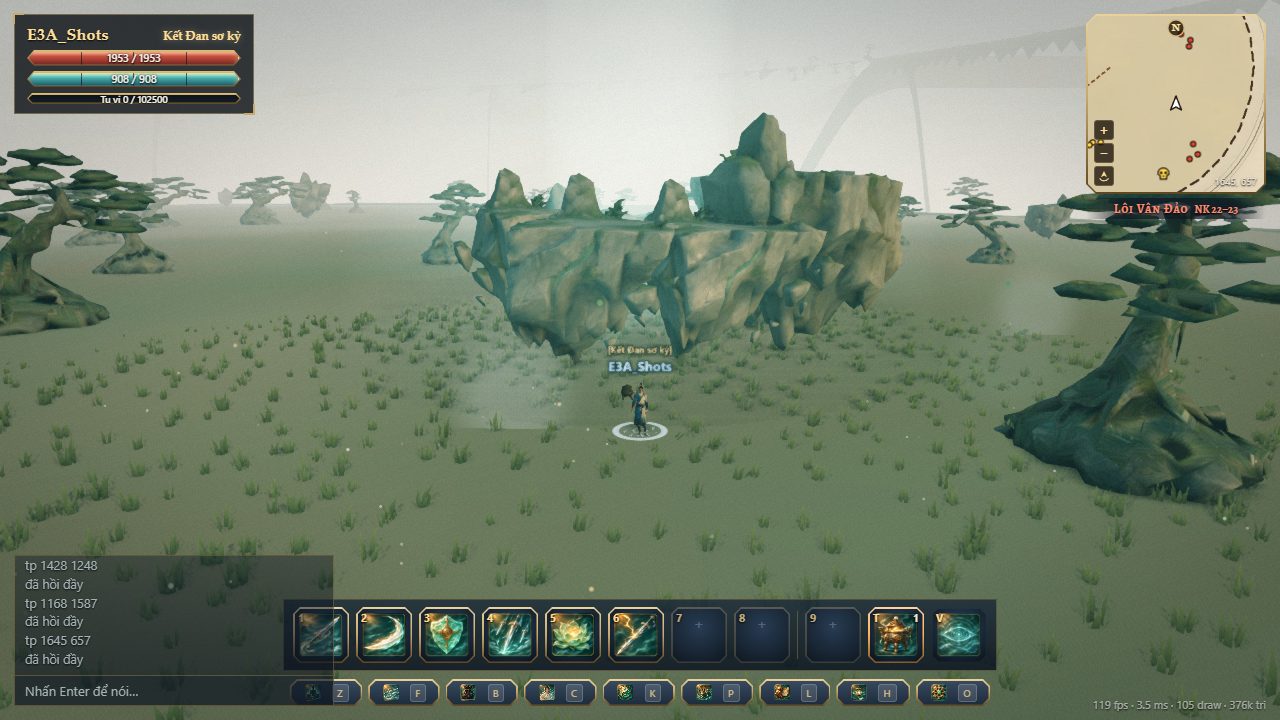 E3A_Shots
Kết Đan sơ kỳ
1953 / 1953
908 / 908
Tu vi 0 / 102500
N
+
−
1645, 657
Lôi Vân Đảo NK 22–23
[Kết Đan sơ kỳ]
E3A_Shots
tp 1428 1248
đã hồi đầy
tp 1168 1587
đã hồi đầy
tp 1645 657
đã hồi đầy
Nhấn Enter để nói...
1 2 3 4 5 6 7 8 9 T 1 V
+ + +
Z F B C K P L H O
119 fps · 3.5 ms · 105 draw · 376k tri